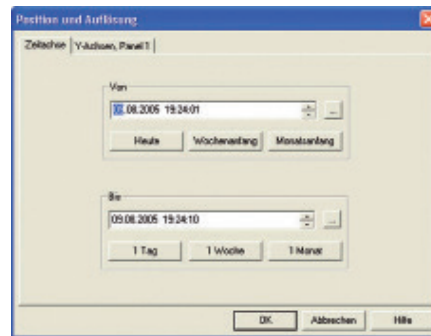 Position und Auflösung
Zeitachse Y-Achsen, Panel 1
Von
.08.2005 19:24:01
...
Heute Wochenanfang Monatsanfang
Bis
09.08.2005 19:24:10
...
1 Tag 1 Woche 1 Monat
OK Abbrechen Hilfe